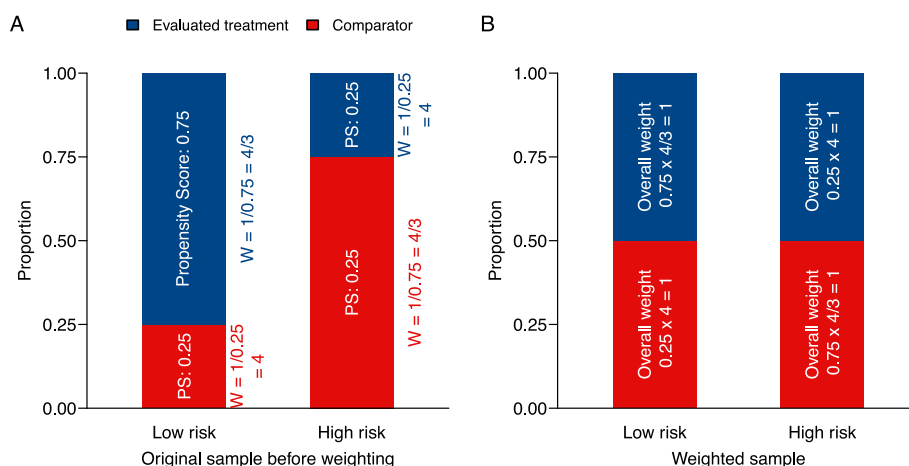 A
Evaluated treatment
Comparator
Proportion
1.00
0.75
0.50
0.25
0.00
Propensity Score: 0.75
W = 1/0.75 = 4/3
PS: 0.25
W = 1/0.25
= 4
PS: 0.25
W = 1/0.25
= 4
PS: 0.25
W = 1/0.75 = 4/3
Low risk
High risk
Original sample before weighting
B
Proportion
1.00
0.75
0.50
0.25
0.00
Overall weight
0.75 x 4/3 = 1
Overall weight
0.25 x 4 = 1
Overall weight
0.25 x 4 = 1
Overall weight
0.75 x 4/3 = 1
Low risk
High risk
Weighted sample